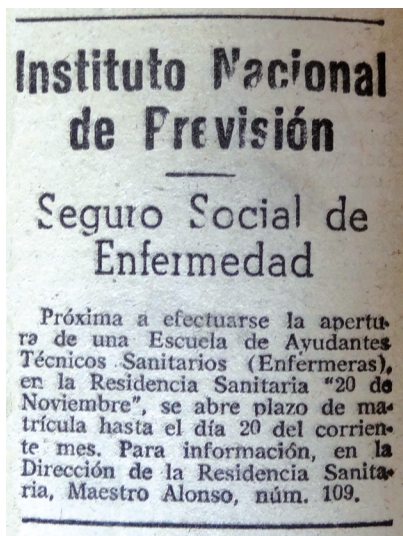 Instituto Nacional
de Previsión
Seguro Social de
Enfermedad
Próxima a efectuarse la apertu-
ra de una Escuela de Ayudantes
Técnicos Sanitarios (Enfermeras),
en la Residencia Sanitaria "20 de
Noviembre", se abre plazo de ma-
trícula hasta el día 20 del corrien-
te mes. Para información, en la
Dirección de la Residencia Sanita-
ria, Maestro Alonso, núm. 109.